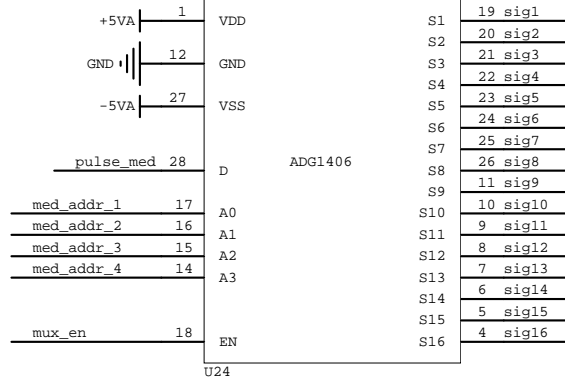 +5VA 1 VDD S1 19 sig1
S2 20 sig2
GND 12 GND S3 21 sig3
S4 22 sig4
-5VA 27 VSS S5 23 sig5
S6 24 sig6
S7 25 sig7
pulse_med 28 D ADG1406 S8 26 sig8
S9 11 sig9
med_addr_1 17 A0 S10 10 sig10
med_addr_2 16 A1 S11 9 sig11
med_addr_3 15 A2 S12 8 sig12
med_addr_4 14 A3 S13 7 sig13
S14 6 sig14
S15 5 sig15
mux_en 18 EN S16 4 sig16
U24